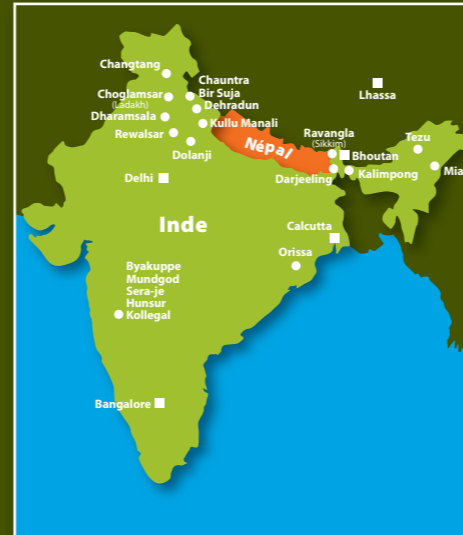 Changtang
Choglamsar
(Ladakh)
Dharamsala
Rewalsar
Chauntra
Bir Suja
Dehradun
Kullu Manali
Dolanji
Lhassa
Népal
Ravangla
(Sikkim)
Bhoutan
Darjeeling
Kalimpong
Tezu
Mia
Delhi
Inde
Calcutta
Orissa
Byakuppe
Mundgod
Sera-je
Hunsur
Kollegal
Bangalore